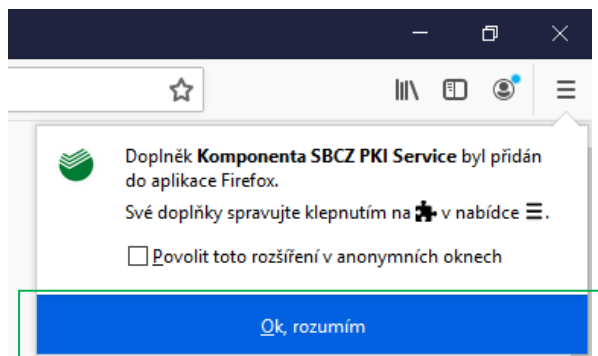 Doplněk Komponenta SBCZ PKI Service byl přidán
do aplikace Firefox.
Své doplňky spravujte klepnutím na v nabídce ☰.
Povolit toto rozšíření v anonymních oknech
Ok, rozumím